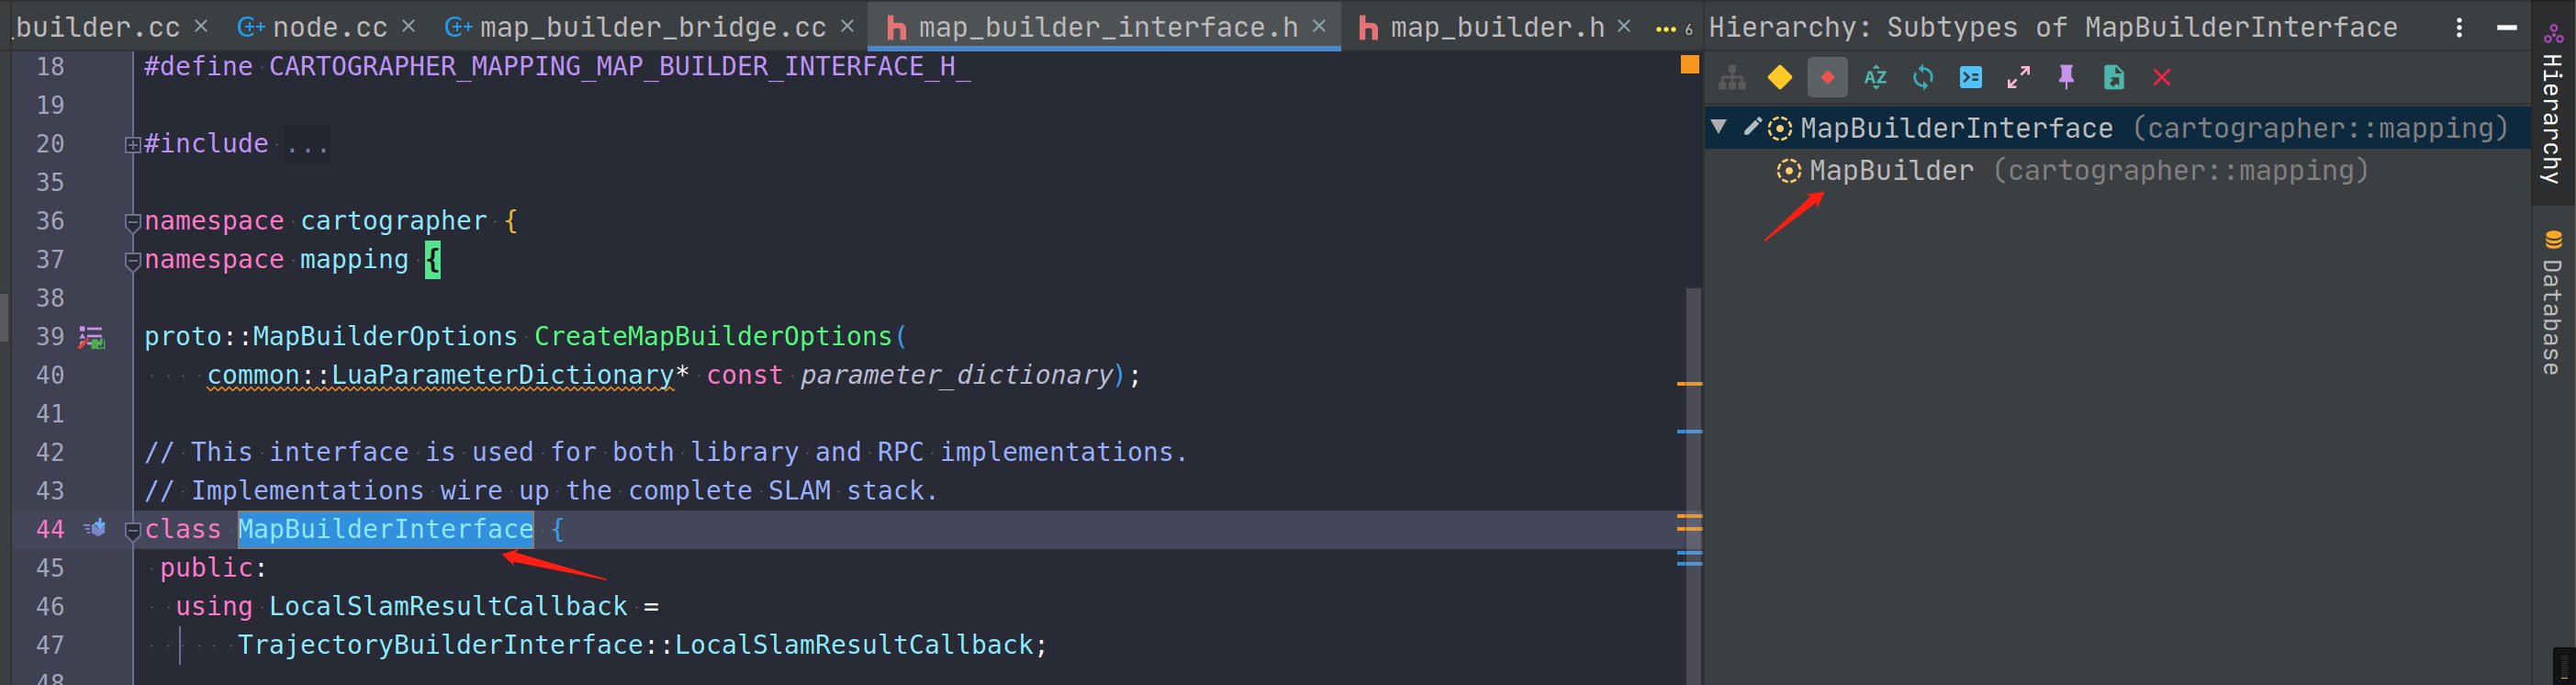 builder.cc
node.cc
map_builder_bridge.cc
map_builder_interface.h
map_builder.h
6
Hierarchy: Subtypes of MapBuilderInterface
18 #define CARTOGRAPHER_MAPPING_MAP_BUILDER_INTERFACE_H_
19
20 #include ...
35
36 namespace cartographer {
37 namespace mapping {
38
39 proto::MapBuilderOptions CreateMapBuilderOptions(
40 common::LuaParameterDictionary* const parameter_dictionary);
41
42 // This interface is used for both library and RPC implementations.
43 // Implementations wire up the complete SLAM stack.
44 class MapBuilderInterface {
45 public:
46 using LocalSlamResultCallback =
47 TrajectoryBuilderInterface::LocalSlamResultCallback;
48
AZ
MapBuilderInterface (cartographer::mapping)
MapBuilder (cartographer::mapping)
Hierarchy
Database